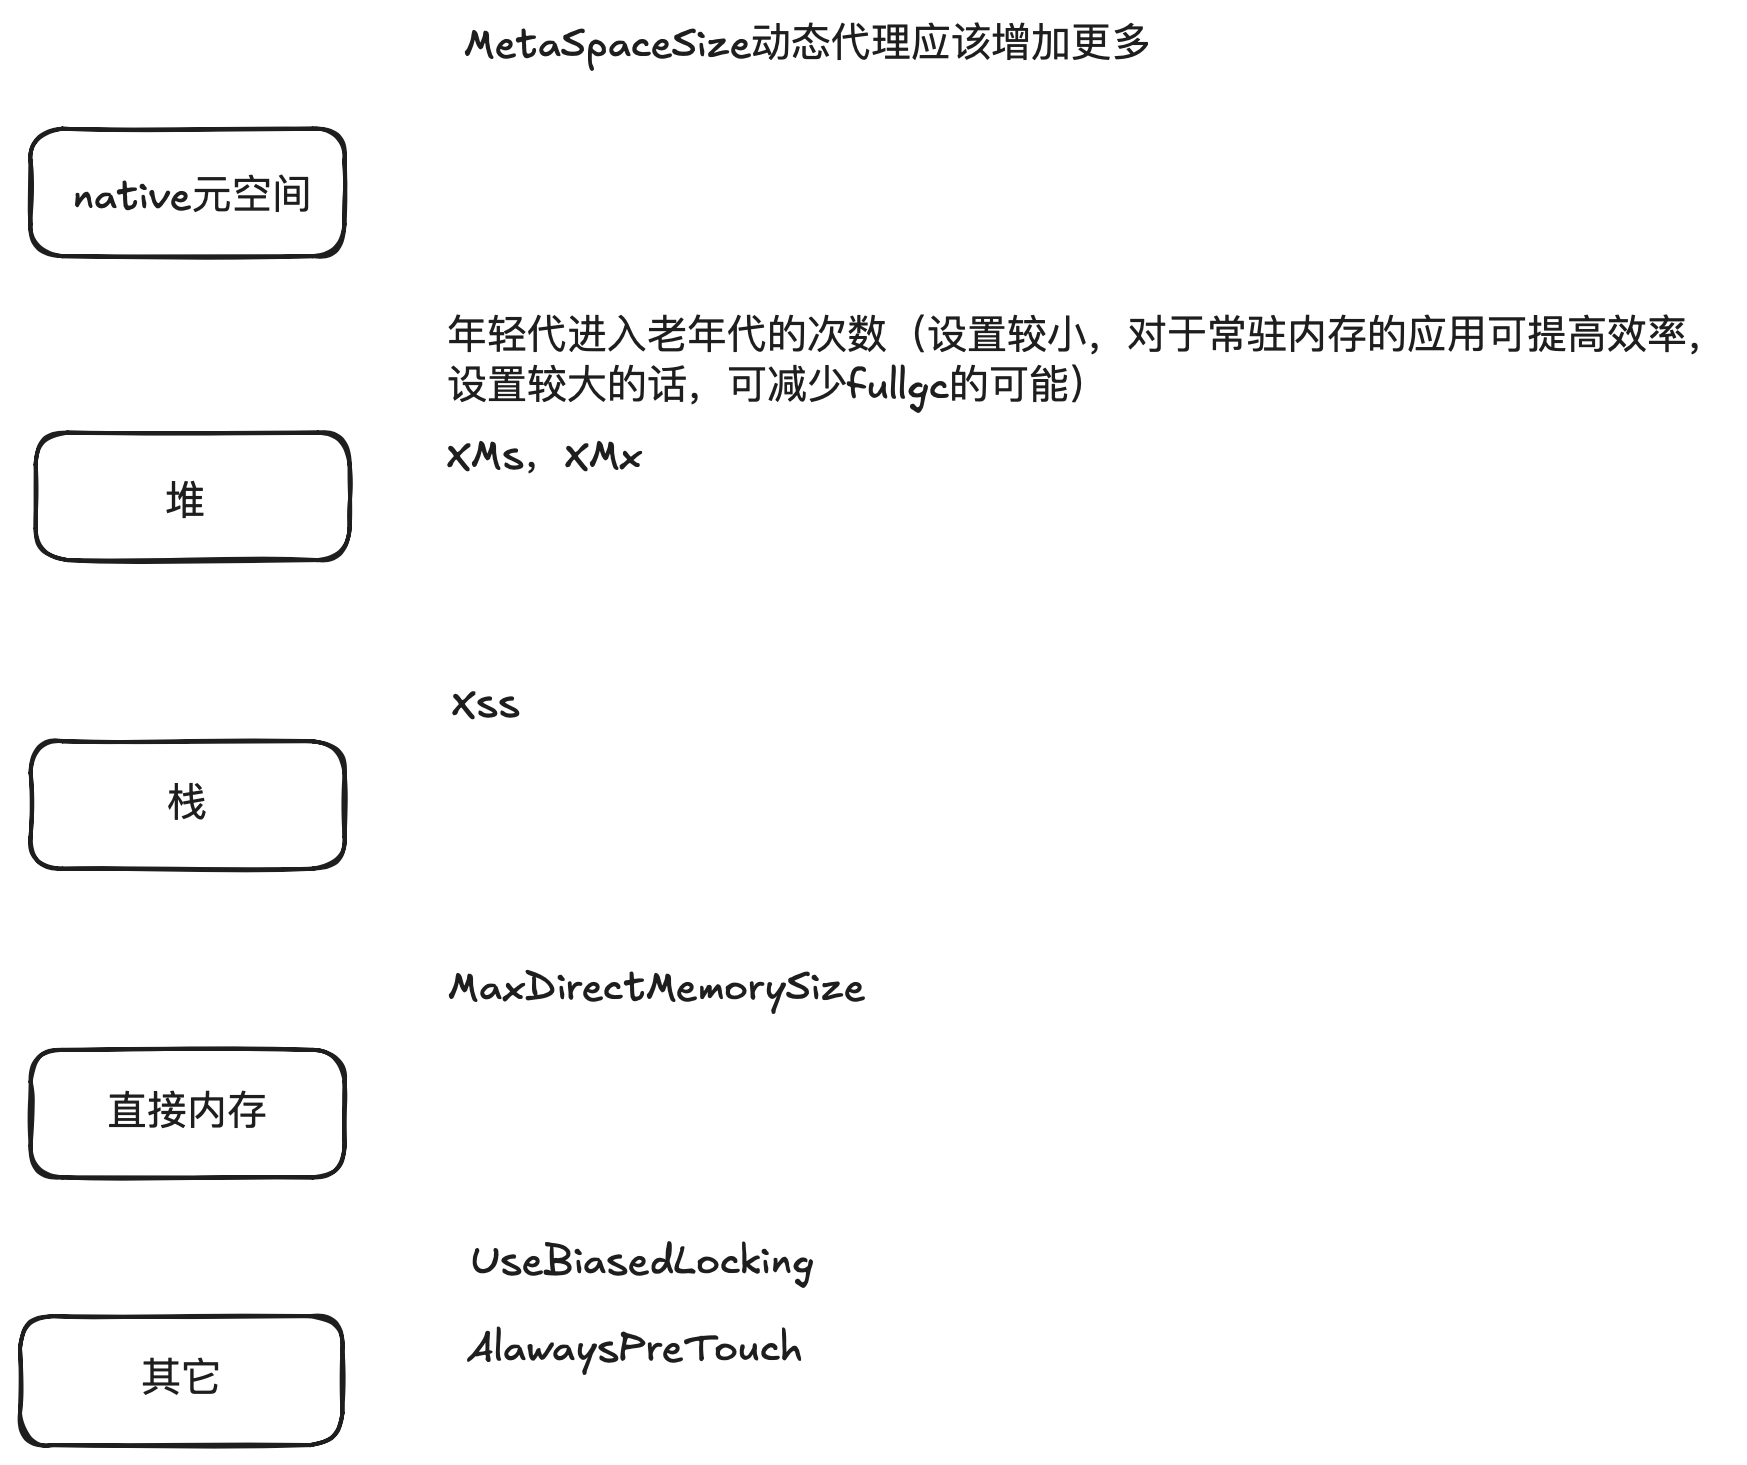 MetaSpaceSize动态代理应该增加更多
native元空间
年轻代进入老年代的次数（设置较小，对于常驻内存的应用可提高效率，
设置较大的话，可减少fullgc的可能）
XMs，XMx
堆
Xss
栈
MaxDirectMemorySize
直接内存
UseBiasedLocking
AlawaysPreTouch
其它